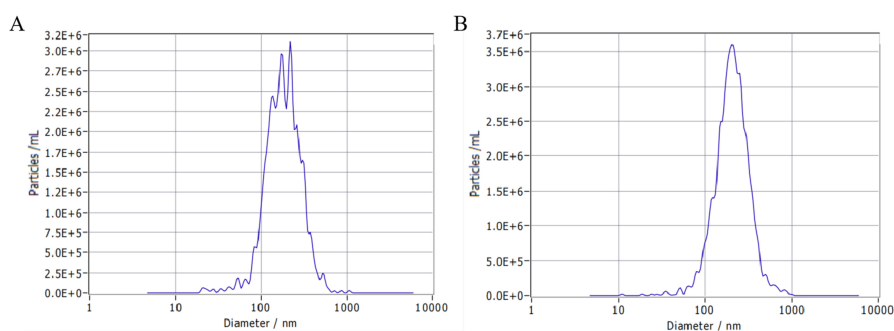 A
3.2E+6
3.0E+6
2.7E+6
2.5E+6
2.2E+6
2.0E+6
1.7E+6
1.5E+6
1.2E+6
1.0E+6
7.5E+5
5.0E+5
2.5E+5
0.0E+0
Particles /mL
1 10 100 1000 10000
Diameter / nm
B
3.7E+6
3.5E+6
3.0E+6
2.5E+6
2.0E+6
1.5E+6
1.0E+6
5.0E+5
0.0E+0
Particles /mL
1 10 100 1000 10000
Diameter / nm